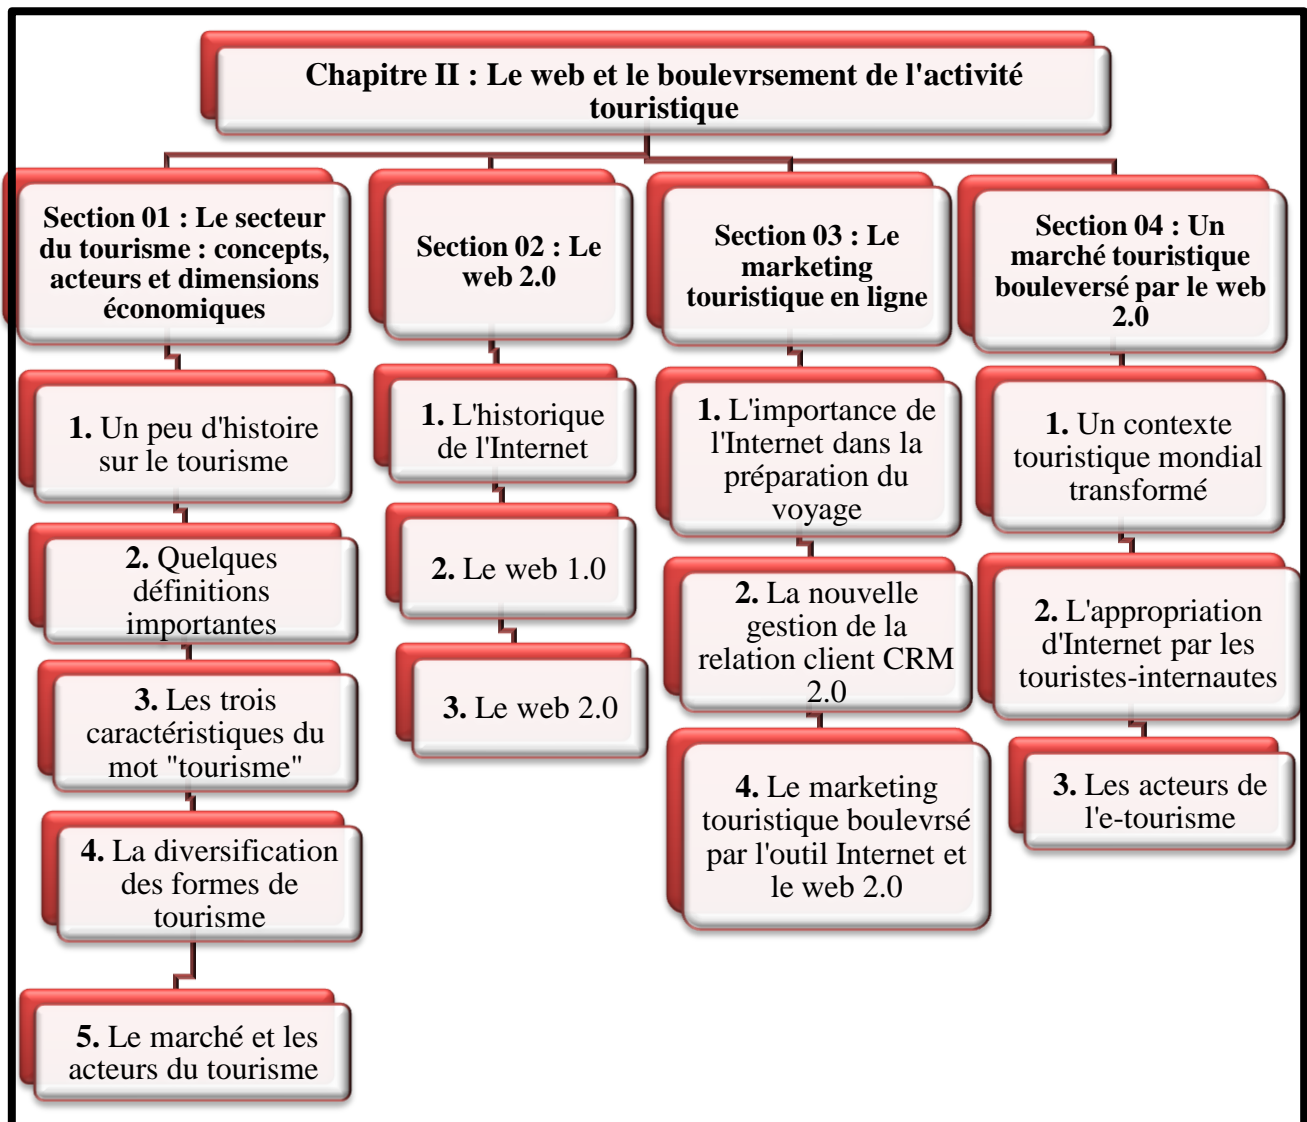 Chapitre II : Le web et le boulevrsement de l'activité
touristique
Section 01 : Le secteur
du tourisme : concepts,
acteurs et dimensions
économiques
1. Un peu d'histoire
sur le tourisme
2. Quelques
définitions
importantes
3. Les trois
caractéristiques du
mot "tourisme"
4. La diversification
des formes de
tourisme
5. Le marché et les
acteurs du tourisme
Section 02 : Le
web 2.0
1. L'historique
de l'Internet
2. Le web 1.0
3. Le web 2.0
Section 03 : Le
marketing
touristique en ligne
1. L'importance de
l'Internet dans la
préparation du
voyage
2. La nouvelle
gestion de la
relation client CRM
2.0
4. Le marketing
touristique boulevrsé
par l'outil Internet et
le web 2.0
Section 04 : Un
marché touristique
bouleversé par le web
2.0
1. Un contexte
touristique mondial
transformé
2. L'appropriation
d'Internet par les
touristes-internautes
3. Les acteurs de
l'e-tourisme